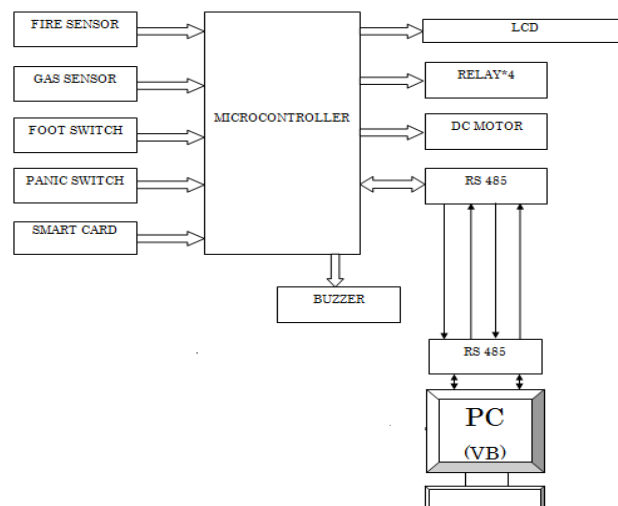 FIRE SENSOR
GAS SENSOR
FOOT SWITCH
PANIC SWITCH
SMART CARD
MICROCONTROLLER
LCD
RELAY*4
DC MOTOR
RS 485
BUZZER
RS 485
PC
(VB)